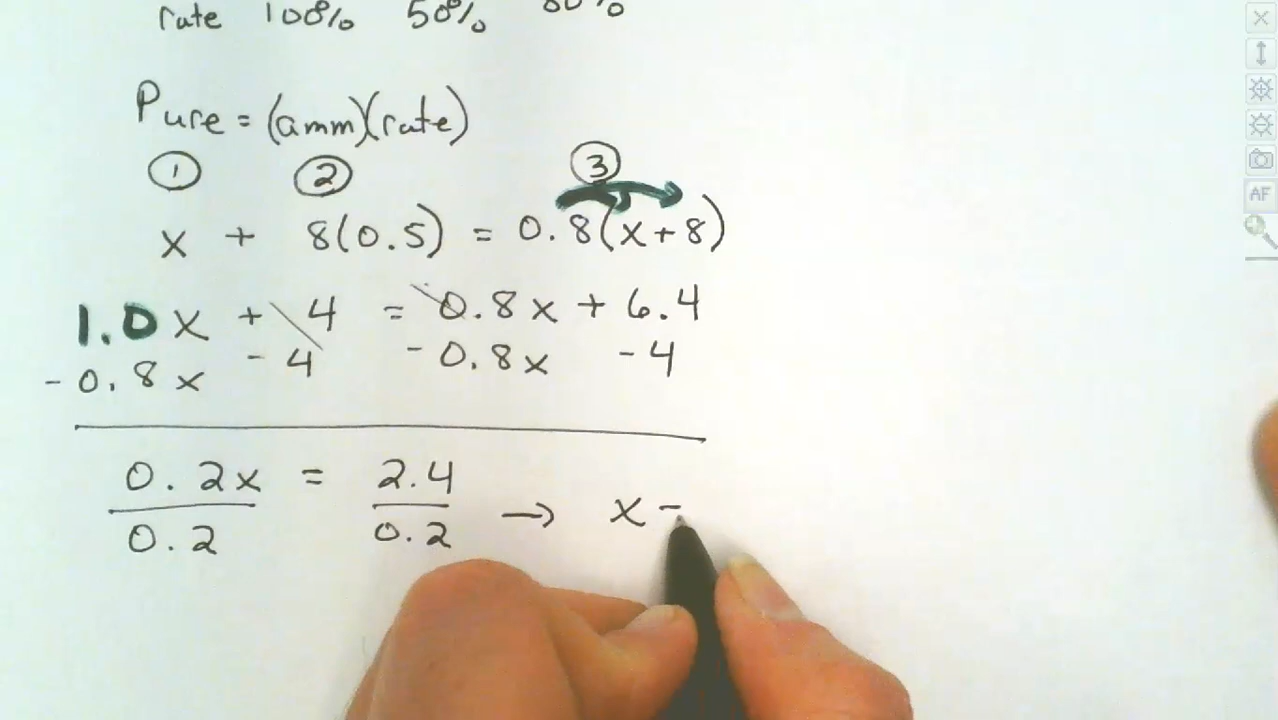 rate 100% 50% 80%
Pure = (amm)(rate)
① ② ③
x + 8(0.5) = 0.8(x+8)
1.0x + 4 = 0.8x + 6.4
-0.8x - 4 - 0.8x - 4
0.2x = 2.4
0.2 0.2 → x -
AF